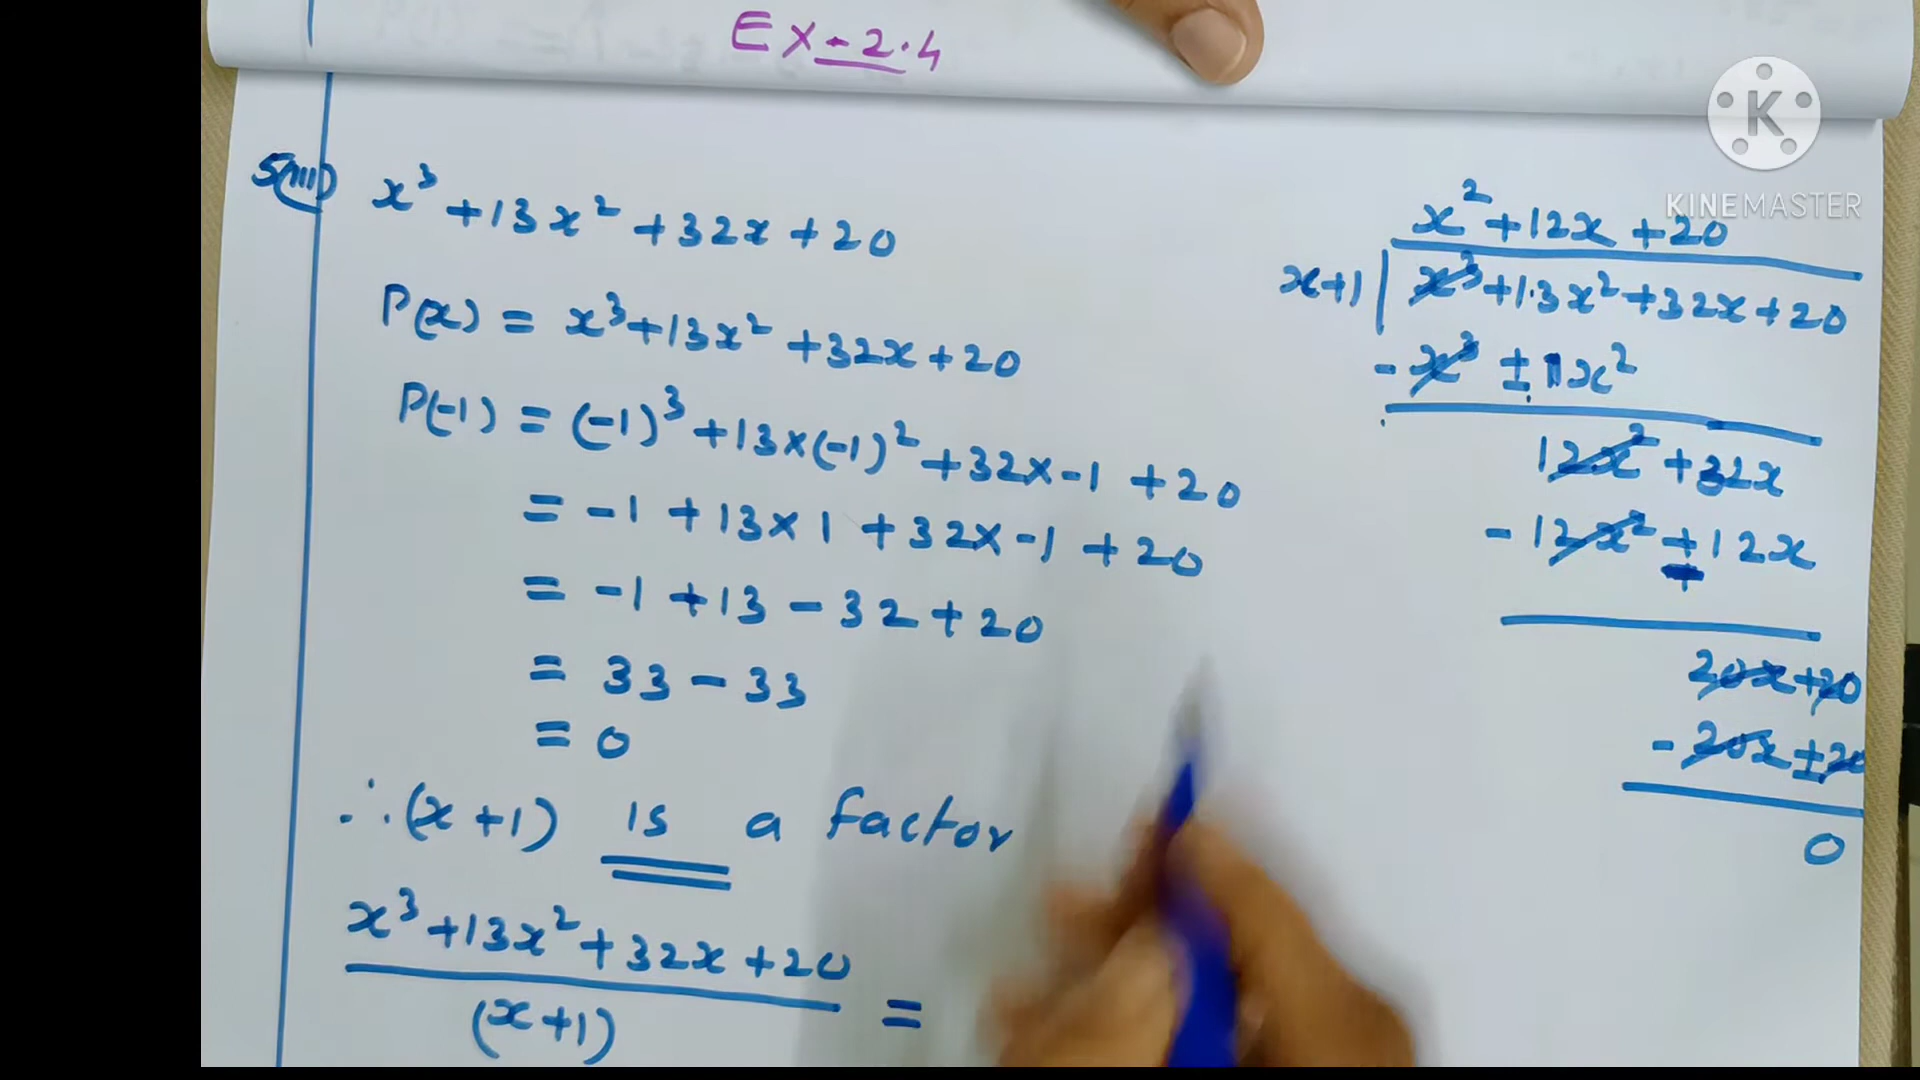 Ex-2.4
5(iii) x³ +13x² +32x +20
P(x) = x³+13x² +32x+20
P(-1) = (-1)³ +13×(-1)² +32×-1 +20
= -1 +13×1 +32×-1 +20
= -1 +13 -32 +20
= 33 - 33
= 0
∴ (x+1) is a factor
x³+13x²+32x+20
(x+1)
=
x²+12x+20
x+1 | x³+13x²+32x+20
- x³ ± 1x²
12x²+32x
- 12x² ± 12x
20x+20
- 20x±20
0
K
KINEMASTER